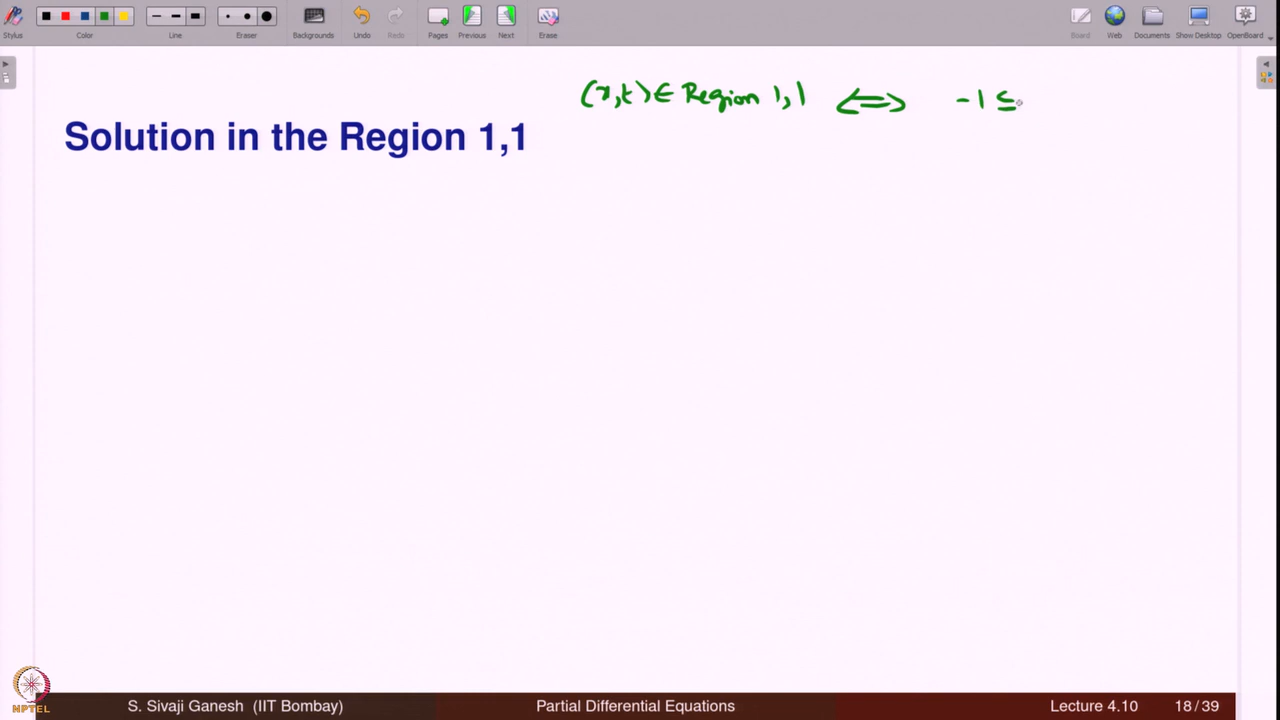 Stylus Color Line Eraser Backgrounds Undo Redo Pages Previous Next Erase Board Web Documents Show Desktop OpenBoard
(x,t) ∈ Region 1,1 ⟺ -1 ≤
Solution in the Region 1,1
NPTEL
S. Sivaji Ganesh (IIT Bombay) Partial Differential Equations Lecture 4.10 18/39